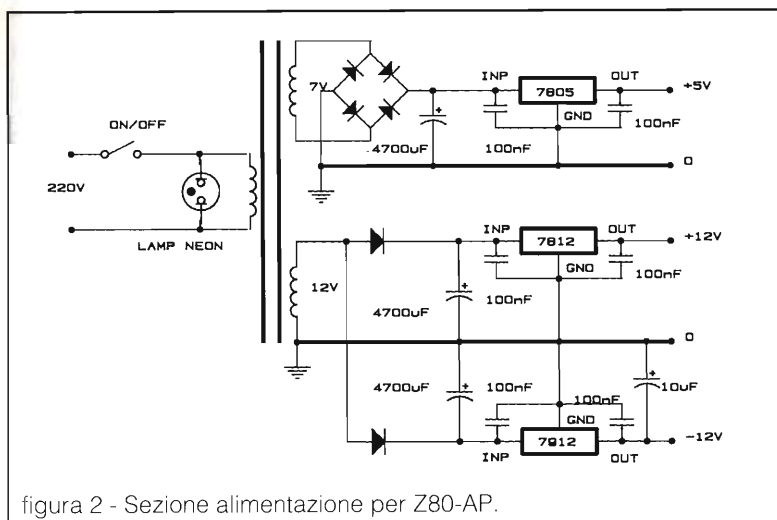 INP
OUT
7V
7805
+5V
GND
ON/OFF
4700uF
100nF
100nF
0
220V
LAMP NEON
INP
OUT
7812
+12V
GND
12V
100nF
100nF
4700uF
0
4700uF
100nF
100nF
10uF
GND
7912
-12V
INP
OUT
figura 2 - Sezione alimentazione per Z80-AP.